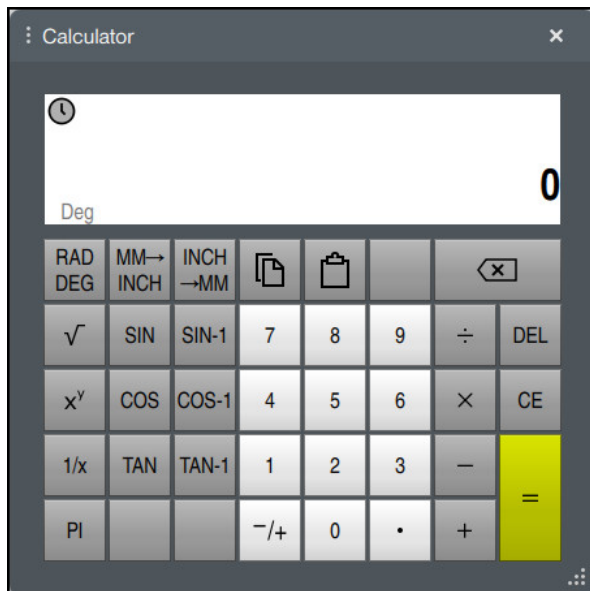 Calculator
0
Deg
RAD DEG MM→ INCH INCH →MM
√ SIN SIN-1 7 8 9 ÷ DEL
xʸ COS COS-1 4 5 6 × CE
1/x TAN TAN-1 1 2 3 − =
PI −/+ 0 . +